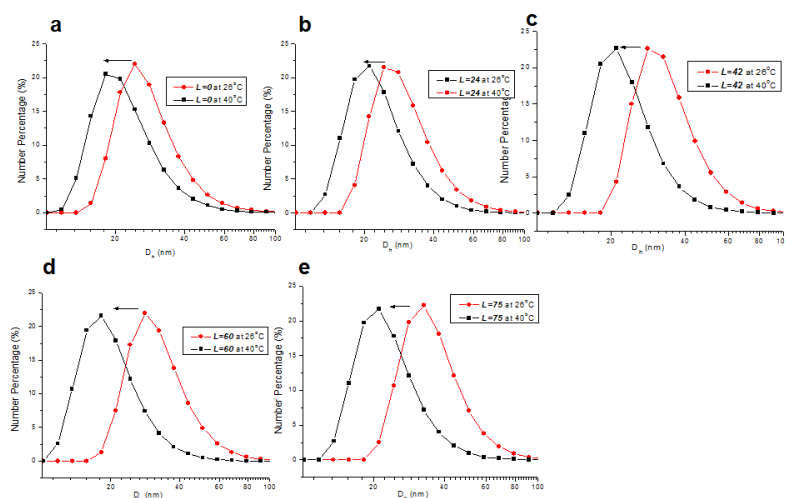 a
Number Percentage (%)
25
20
15
10
5
0
L=0 at 26°C
L=0 at 40°C
20 40 60 80 100
Dh (nm)
b
Number Percentage (%)
25
20
15
10
5
0
L=24 at 26°C
L=24 at 40°C
20 40 60 80 100
Dh (nm)
c
Number Percentage (%)
25
20
15
10
5
0
L=42 at 26°C
L=42 at 40°C
20 40 60 80
Dh (nm)
d
Number Percentage (%)
25
20
15
10
5
0
L=60 at 26°C
L=60 at 40°C
20 40 60 80 100
D (nm)
e
Number Percentage (%)
25
20
15
10
5
0
L=75 at 26°C
L=75 at 40°C
20 40 60 80 100
D (nm)